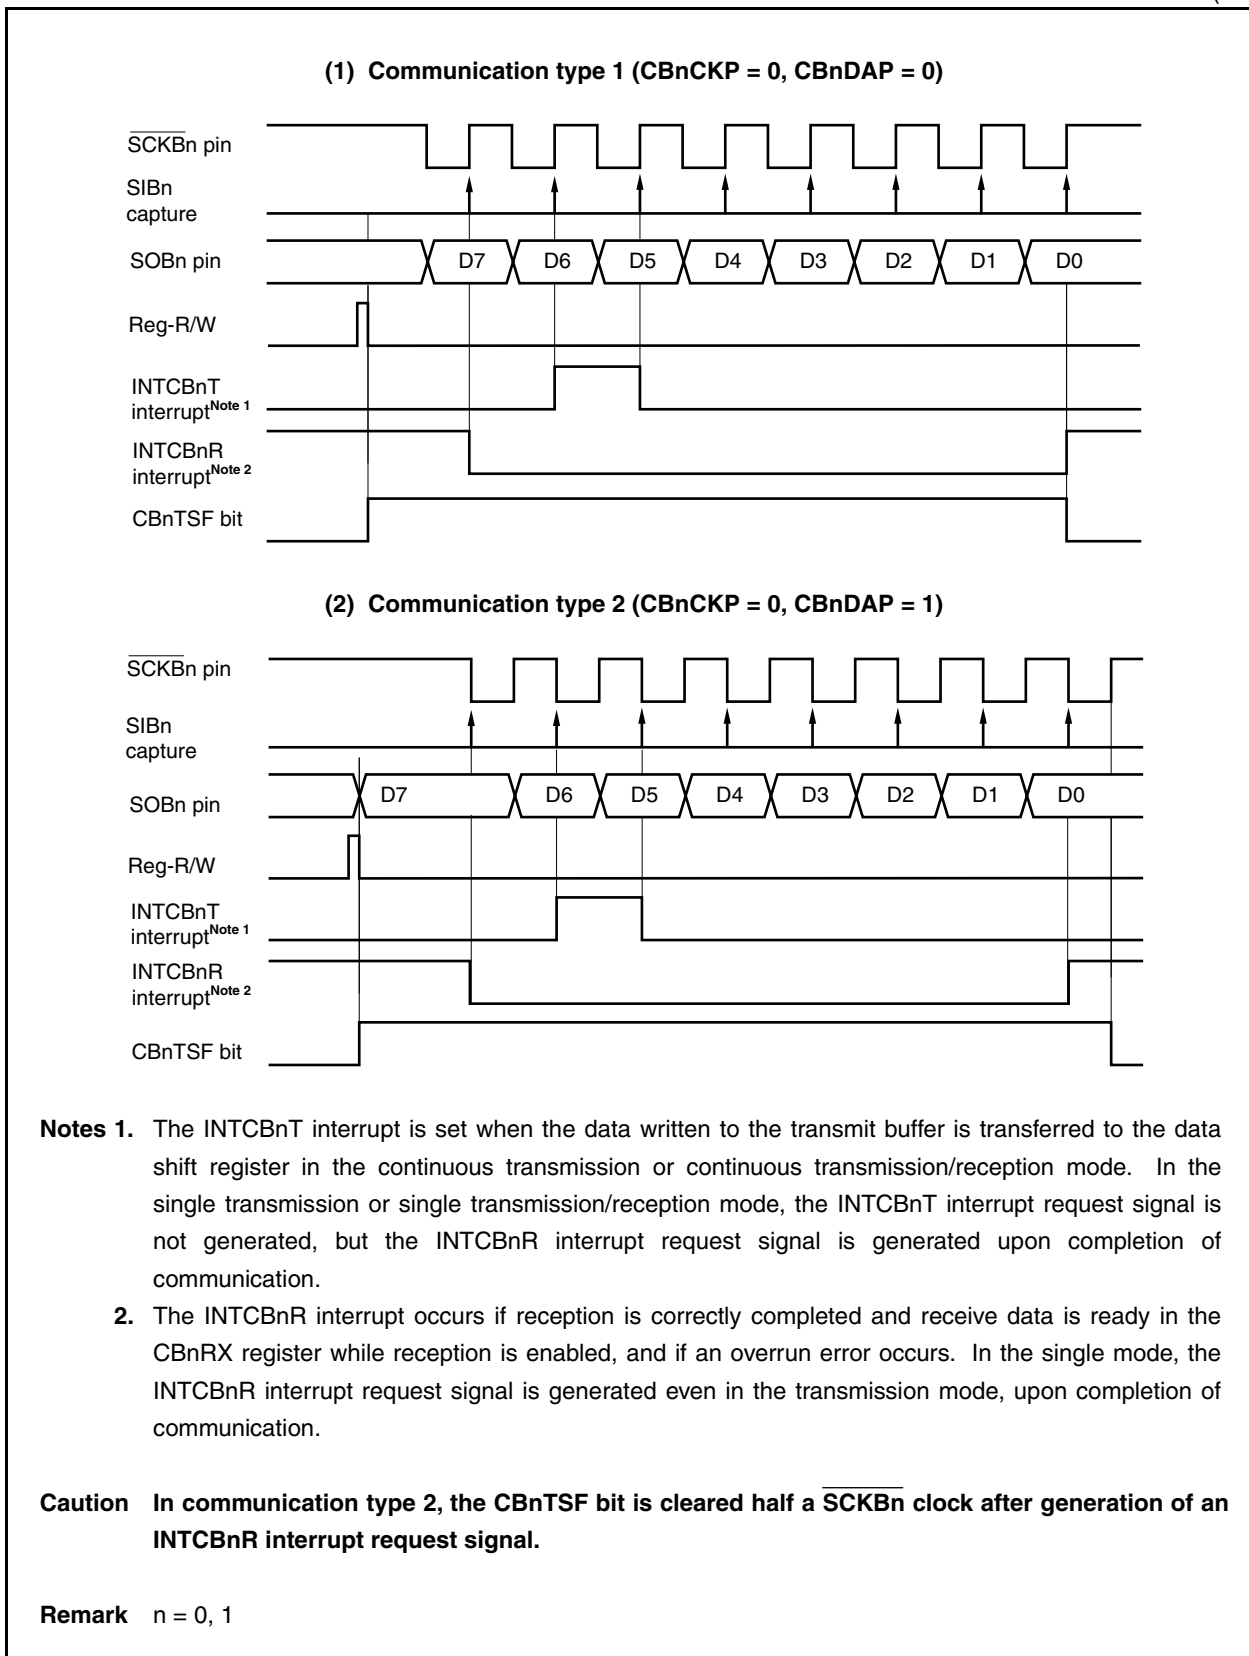 (1) Communication type 1 (CBnCKP = 0, CBnDAP = 0)
SCKBn pin
SIBn
capture
SOBn pin
D7 D6 D5 D4 D3 D2 D1 D0
Reg-R/W
INTCBnT
interruptNote 1
INTCBnR
interruptNote 2
CBnTSF bit
(2) Communication type 2 (CBnCKP = 0, CBnDAP = 1)
SCKBn pin
SIBn
capture
SOBn pin
D7 D6 D5 D4 D3 D2 D1 D0
Reg-R/W
INTCBnT
interruptNote 1
INTCBnR
interruptNote 2
CBnTSF bit
Notes 1. The INTCBnT interrupt is set when the data written to the transmit buffer is transferred to the data
shift register in the continuous transmission or continuous transmission/reception mode. In the
single transmission or single transmission/reception mode, the INTCBnT interrupt request signal is
not generated, but the INTCBnR interrupt request signal is generated upon completion of
communication.
2. The INTCBnR interrupt occurs if reception is correctly completed and receive data is ready in the
CBnRX register while reception is enabled, and if an overrun error occurs. In the single mode, the
INTCBnR interrupt request signal is generated even in the transmission mode, upon completion of
communication.
Caution In communication type 2, the CBnTSF bit is cleared half a SCKBn clock after generation of an
INTCBnR interrupt request signal.
Remark n = 0, 1